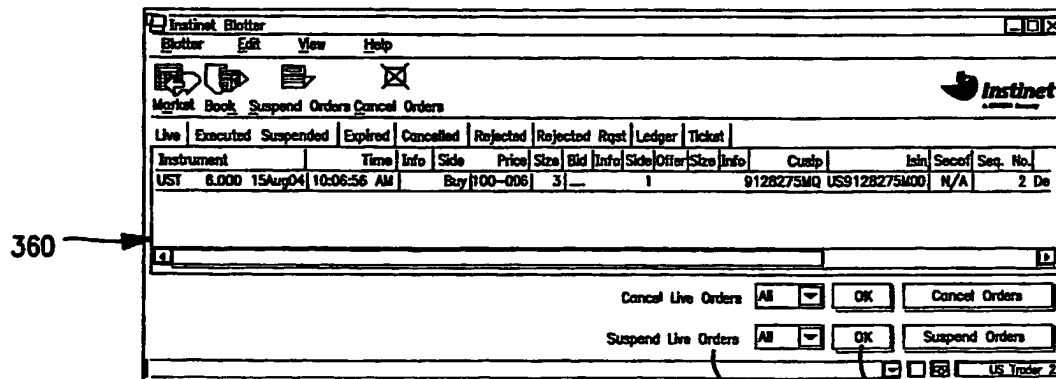 Instinet Blotter
Blotter Edit View Help
Market Book Suspend Orders Cancel Orders
Instinet
Live Executed Suspended Expired Cancelled Rejected Rejected Rqst Ledger Ticket
Instrument Time Info Side Price Size Bid Info Side Offer Size Info Cusip Isin Secof Seq. No.
UST 6.000 15Aug04 10:06:56 AM Buy 100-006 3 1 9128275MQ US9128275M00 N/A 2 De
360
Cancel Live Orders All OK Cancel Orders
Suspend Live Orders All OK Suspend Orders
US Trader 2